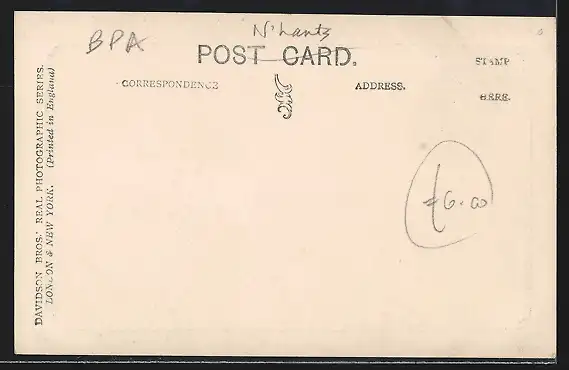 BPA
N'hants
POST CARD.
CORRESPONDENCE
ADDRESS.
STAMP
HERE.
£6.00
DAVIDSON BROS.' REAL PHOTOGRAPHIC SERIES.
LONDON & NEW YORK. (Printed in England)